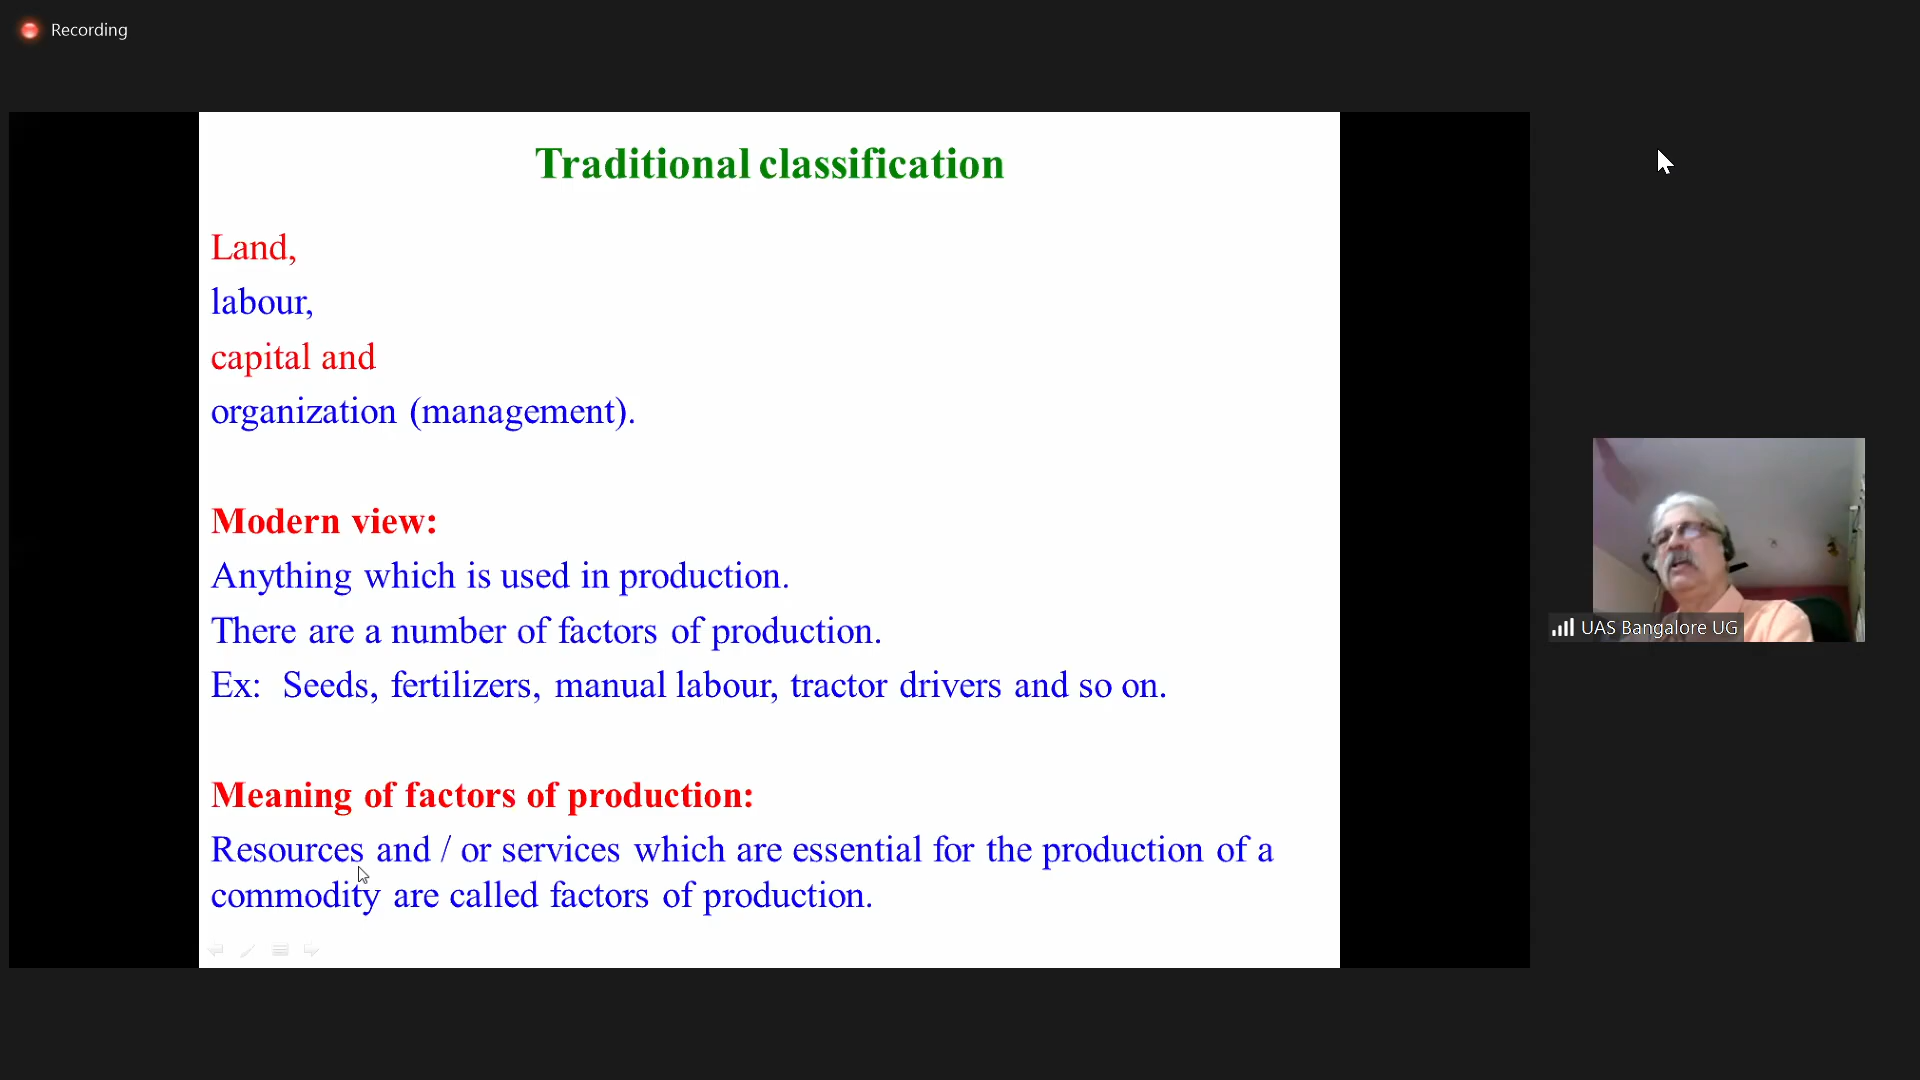 Recording
Traditional classification
Land,
labour,
capital and
organization (management).
Modern view:
Anything which is used in production.
There are a number of factors of production.
Ex: Seeds, fertilizers, manual labour, tractor drivers and so on.
Meaning of factors of production:
Resources and / or services which are essential for the production of a
commodity are called factors of production.
UAS Bangalore UG